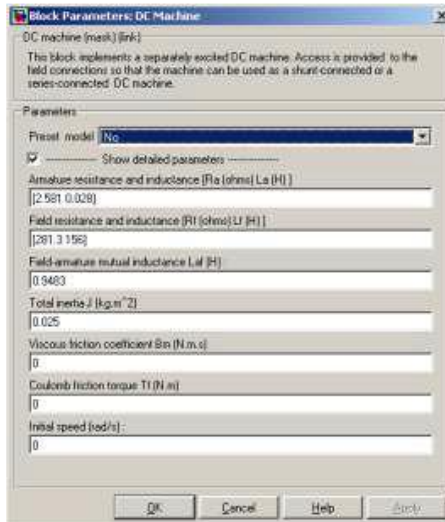 Block Parameters: DC Machine
DC machine (mask) (link)
This block implements a separately excited DC machine. Access is provided to the
field connections so that the machine can be used as a shunt-connected or a
series-connected DC machine.
Parameters
Preset model: No
------------- Show detailed parameters -------------
Armature resistance and inductance [Ra (ohms) La (H) ]
[2.581 0.028]
Field resistance and inductance [Rf (ohms) Lf (H) ]
[281.3 156]
Field-armature mutual inductance Laf (H) :
0.9483
Total inertia J (kg.m^2)
0.025
Viscous friction coefficient Bm (N.m.s)
0
Coulomb friction torque Tf (N.m)
0
Initial speed (rad/s) :
0
OK
Cancel
Help
Apply